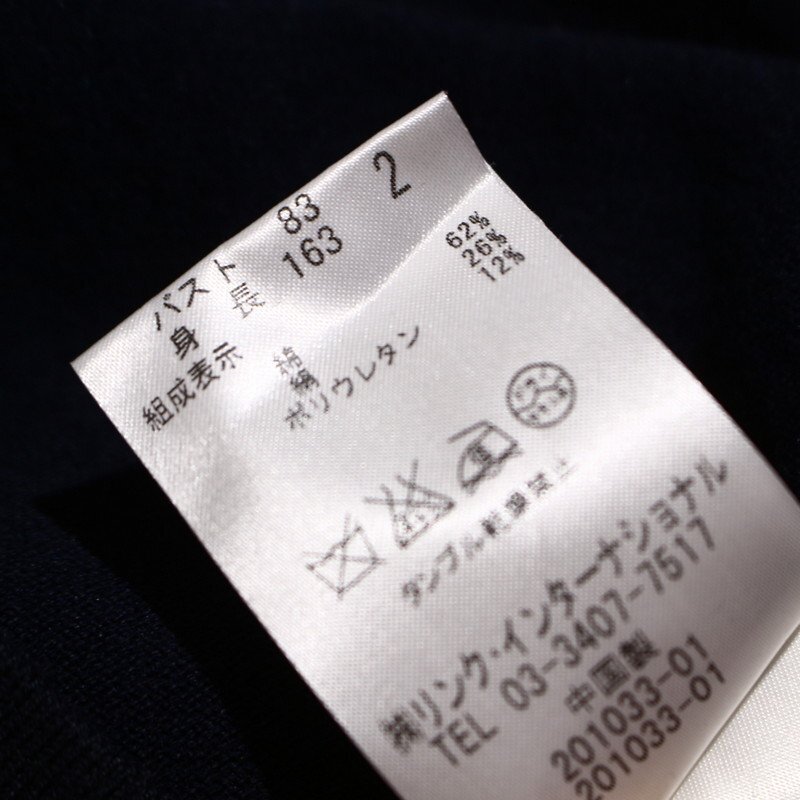 2
バスト 83
身長 163
組成表示
綿 62%
絹 26%
ポリウレタン 12%
タンブル乾燥禁止
㈱リンク・インターナショナル
TEL 03-3407-7517
中国製
201033-01
201033-01